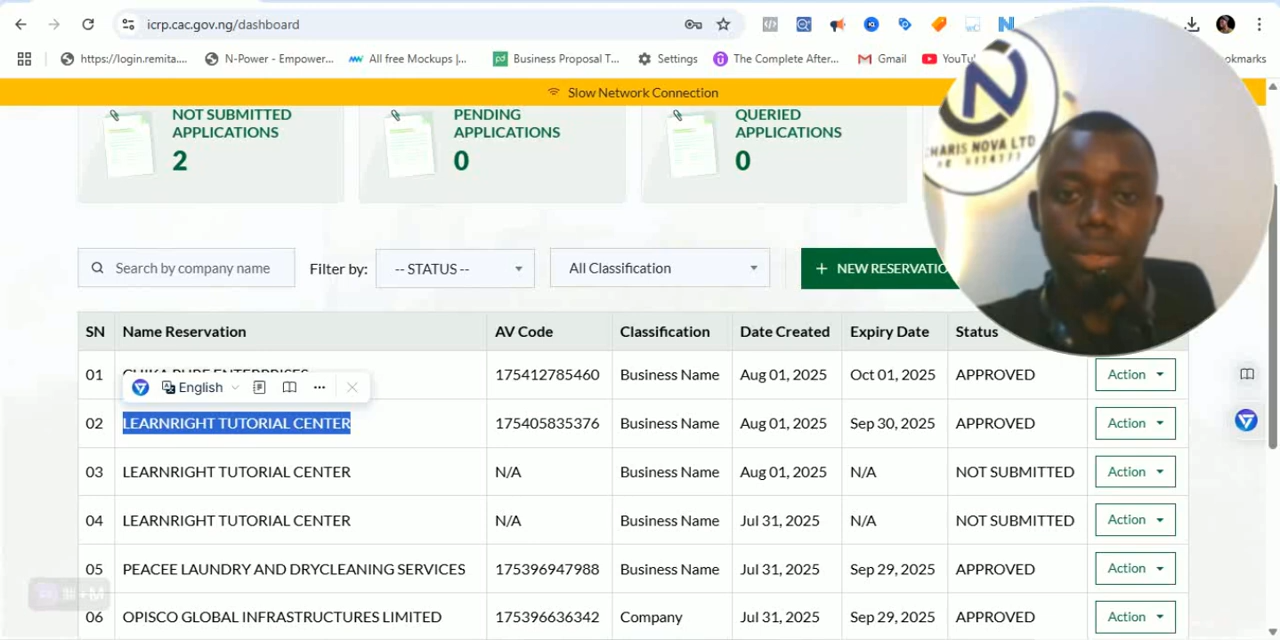 icrp.cac.gov.ng/dashboard
https://login.remita.... N-Power - Empower... All free Mockups |... Business Proposal T... Settings The Complete After... Gmail
Slow Network Connection
NOT SUBMITTED APPLICATIONS
2
PENDING APPLICATIONS
0
QUERIED APPLICATIONS
0
N
CHARIS NOVA LTD
Search by company name Filter by: -- STATUS -- All Classification + NEW RESERVATIO
SN Name Reservation AV Code Classification Date Created Expiry Date Status
01 175412785460 Business Name Aug 01, 2025 Oct 01, 2025 APPROVED Action
English
02 LEARNRIGHT TUTORIAL CENTER 175405835376 Business Name Aug 01, 2025 Sep 30, 2025 APPROVED Action
03 LEARNRIGHT TUTORIAL CENTER N/A Business Name Aug 01, 2025 N/A NOT SUBMITTED Action
04 LEARNRIGHT TUTORIAL CENTER N/A Business Name Jul 31, 2025 N/A NOT SUBMITTED Action
05 PEACEE LAUNDRY AND DRYCLEANING SERVICES 175396947988 Business Name Jul 31, 2025 Sep 29, 2025 APPROVED Action
06 OPISCO GLOBAL INFRASTRUCTURES LIMITED 175396636342 Company Jul 31, 2025 Sep 29, 2025 APPROVED Action